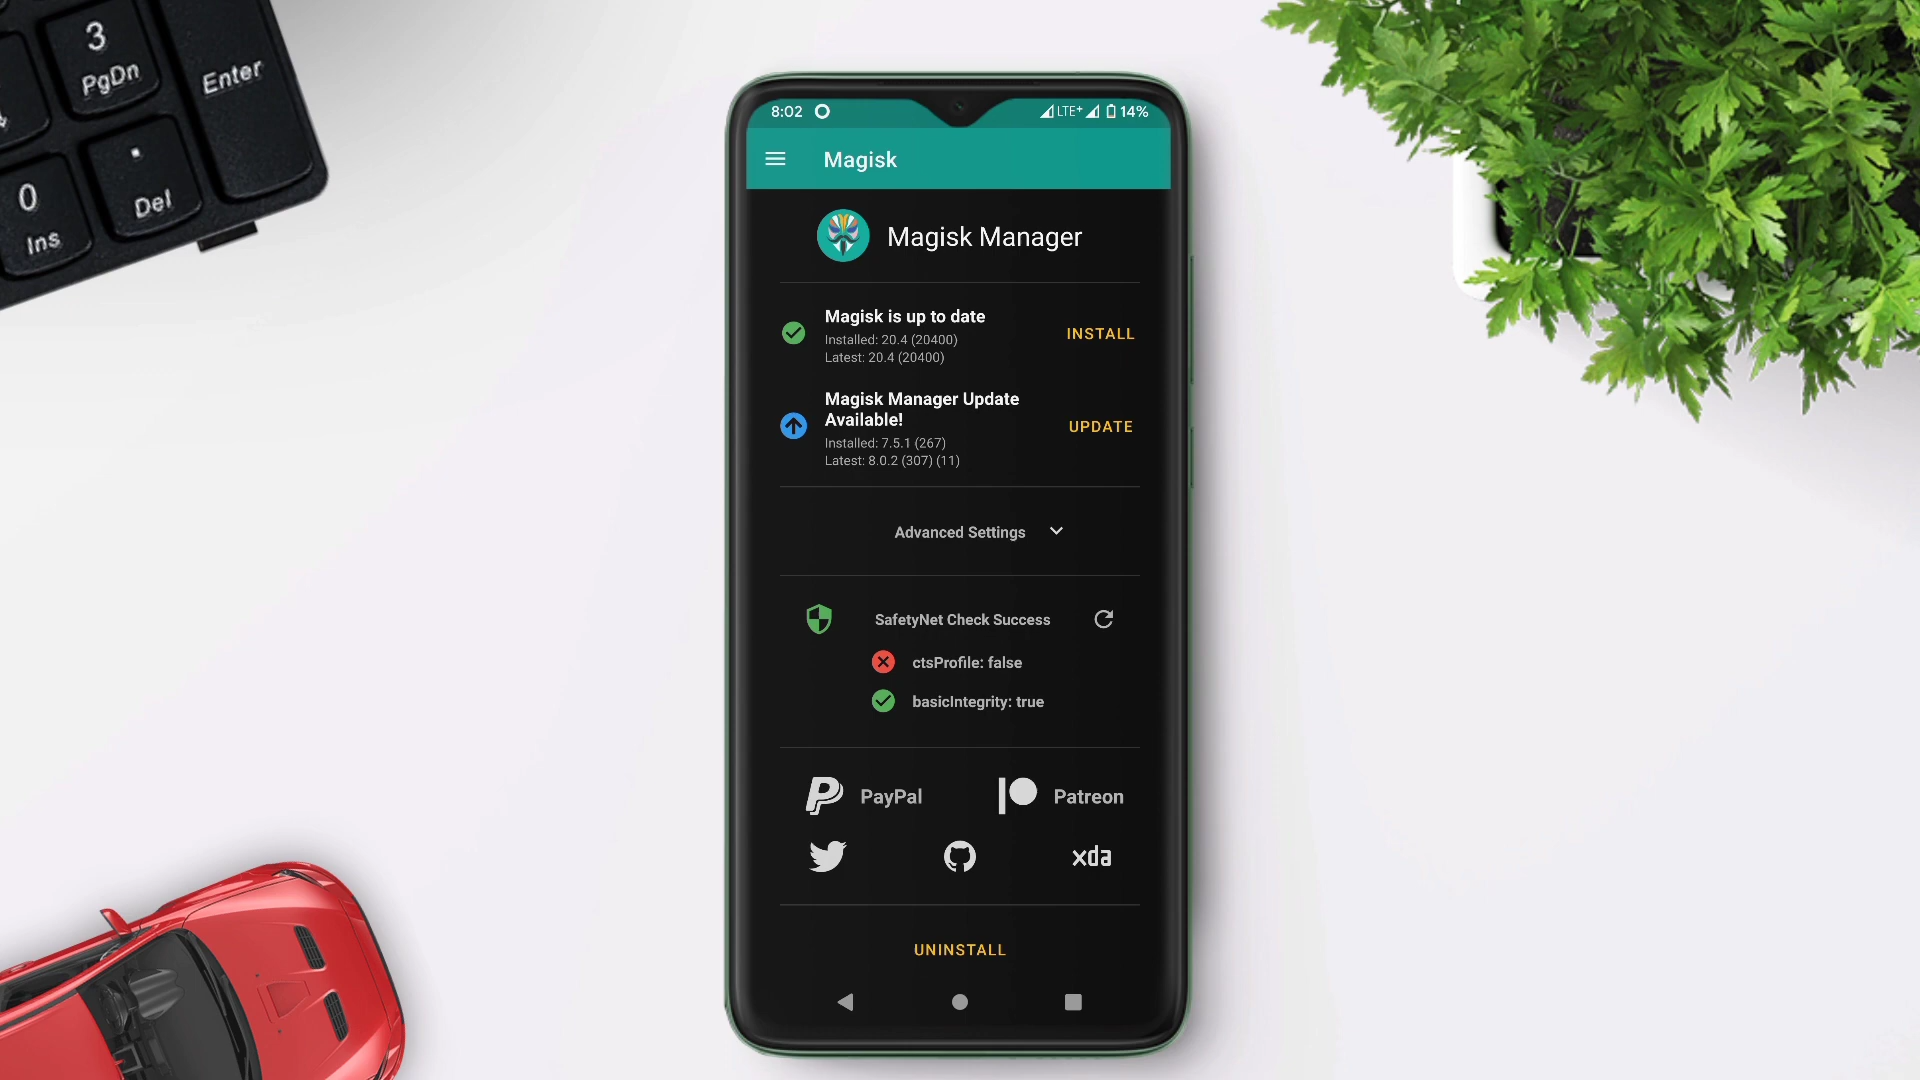 3
PgDn
Enter
0
Ins
Del
8:02 LTE+ 14%
Magisk
Magisk Manager
Magisk is up to date
Installed: 20.4 (20400)
Latest: 20.4 (20400)
INSTALL
Magisk Manager Update
Available!
Installed: 7.5.1 (267)
Latest: 8.0.2 (307) (11)
UPDATE
Advanced Settings
SafetyNet Check Success
ctsProfile: false
basicIntegrity: true
PayPal
Patreon
xda
UNINSTALL